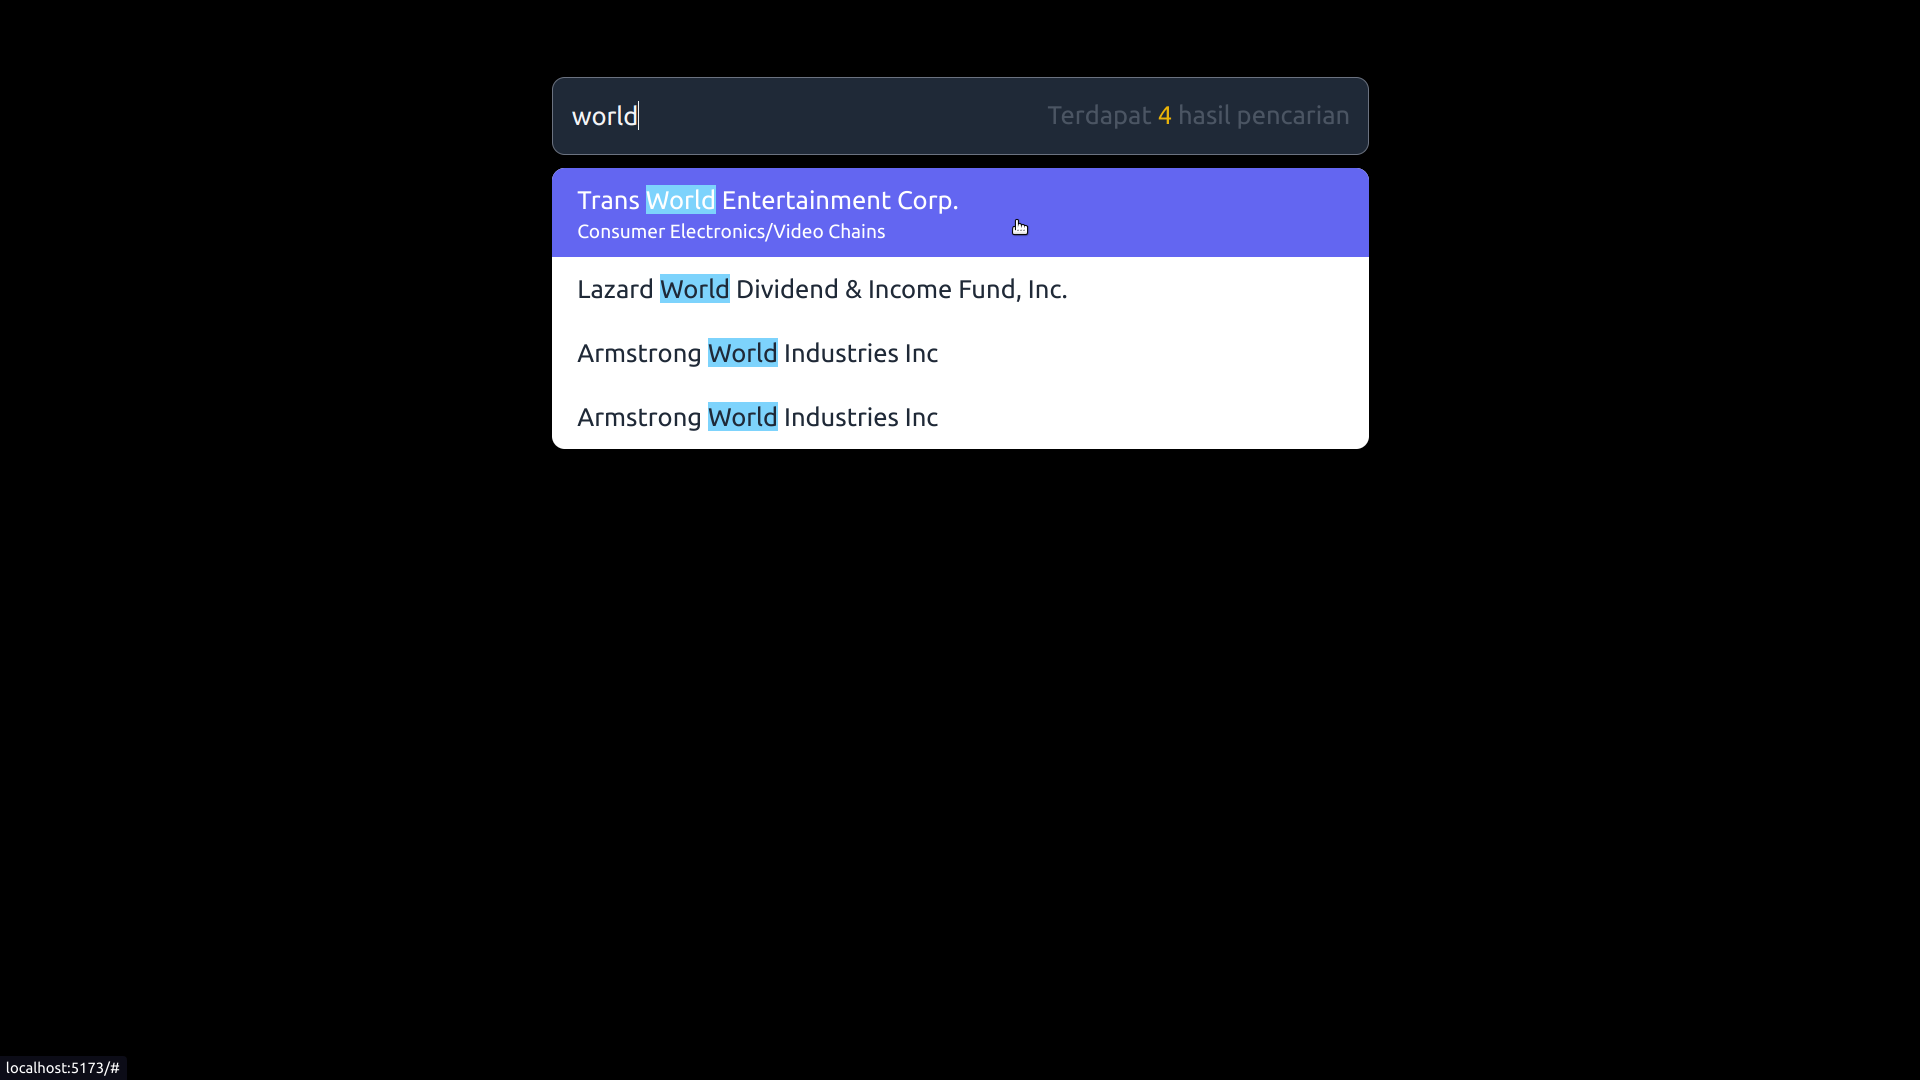 world
Terdapat 4 hasil pencarian
Trans World Entertainment Corp.
Consumer Electronics/Video Chains
Lazard World Dividend & Income Fund, Inc.
Armstrong World Industries Inc
Armstrong World Industries Inc
localhost:5173/#